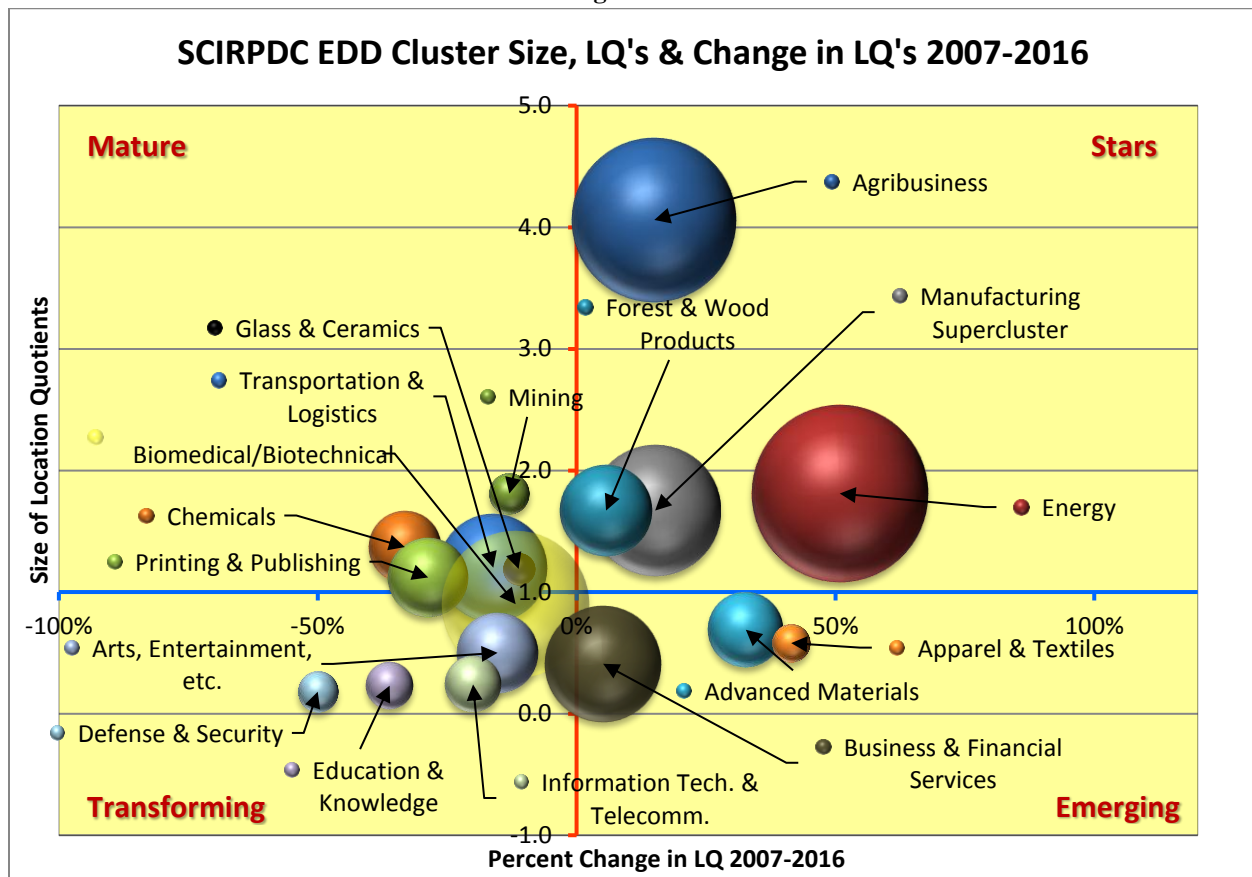 SCIRPDC EDD Cluster Size, LQ's & Change in LQ's 2007-2016
5.0
Mature
Stars
Agribusiness
4.0
Forest & Wood
Products
Manufacturing
Supercluster
Glass & Ceramics
3.0
Transportation &
Logistics
Mining
Biomedical/Biotechnical
2.0
Chemicals
Energy
Printing & Publishing
1.0
-100%
-50%
0%
50%
100%
Arts, Entertainment,
etc.
Apparel & Textiles
Advanced Materials
0.0
Defense & Security
Education &
Knowledge
Information Tech. &
Telecomm.
Business & Financial
Services
Transforming
Emerging
-1.0
Size of Location Quotients
Percent Change in LQ 2007-2016